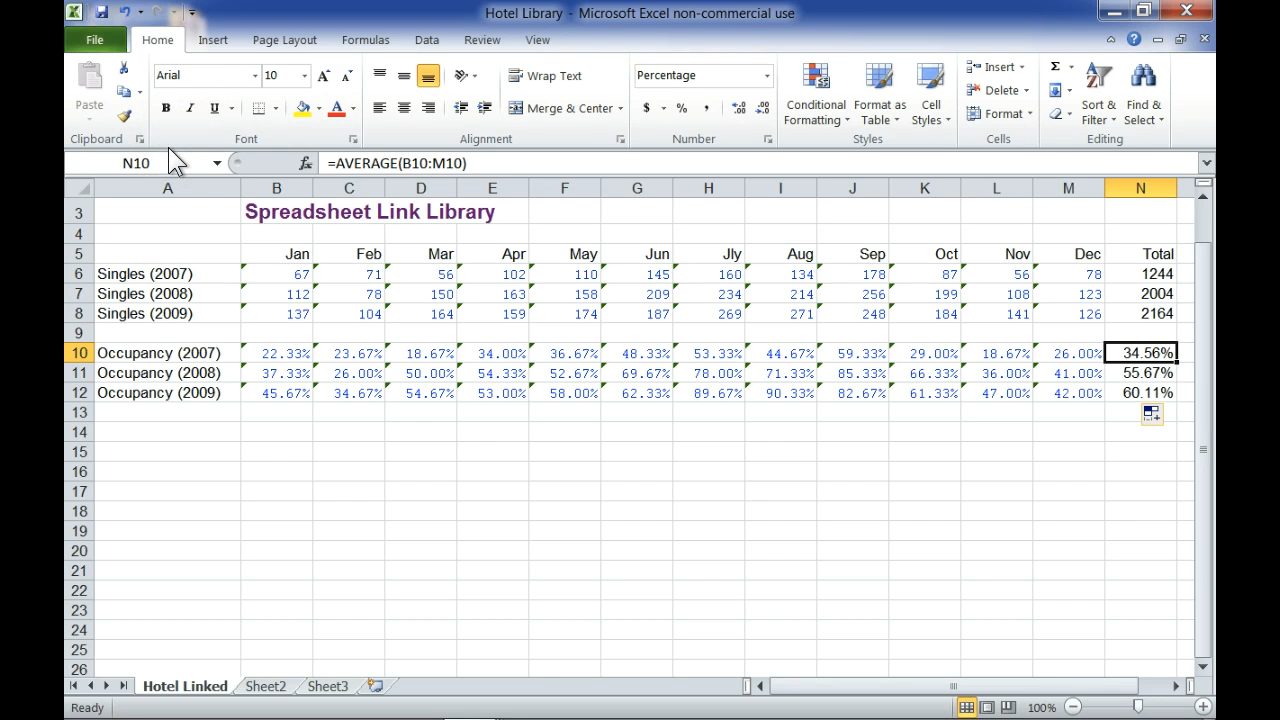 Hotel Library - Microsoft Excel non-commercial use
File Home Insert Page Layout Formulas Data Review View
Paste Arial 10 Wrap Text Percentage Conditional Formatting Format as Table Cell Styles Insert Sort & Filter Find & Select
B I U Merge & Center $ % , Delete
Format
Clipboard Font Alignment Number Styles Cells Editing
N10 fx =AVERAGE(B10:M10)
A B C D E F G H I J K L M N
3 Spreadsheet Link Library
4
5 Jan Feb Mar Apr May Jun Jly Aug Sep Oct Nov Dec Total
6 Singles (2007) 67 71 56 102 110 145 160 134 178 87 56 78 1244
7 Singles (2008) 112 78 150 163 158 209 234 214 256 199 108 123 2004
8 Singles (2009) 137 104 164 159 174 187 269 271 248 184 141 126 2164
9
10 Occupancy (2007) 22.33% 23.67% 18.67% 34.00% 36.67% 48.33% 53.33% 44.67% 59.33% 29.00% 18.67% 26.00% 34.56%
11 Occupancy (2008) 37.33% 26.00% 50.00% 54.33% 52.67% 69.67% 78.00% 71.33% 85.33% 66.33% 36.00% 41.00% 55.67%
12 Occupancy (2009) 45.67% 34.67% 54.67% 53.00% 58.00% 62.33% 89.67% 90.33% 82.67% 61.33% 47.00% 42.00% 60.11%
13
14
15
16
17
18
19
20
21
22
23
24
25
26
Hotel Linked Sheet2 Sheet3
Ready 100%